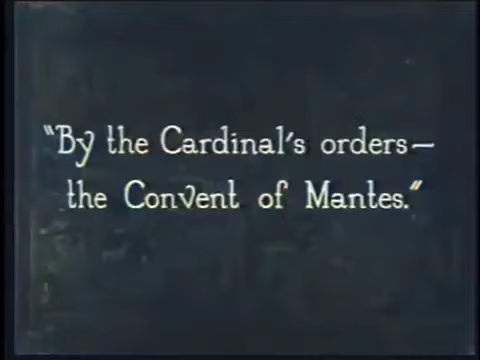 "By the Cardinal's orders—
the Convent of Mantes."